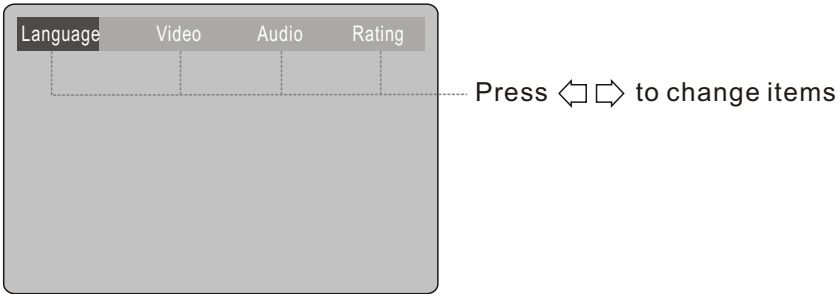 Language Video Audio Rating
Press ⇦ ⇨ to change items